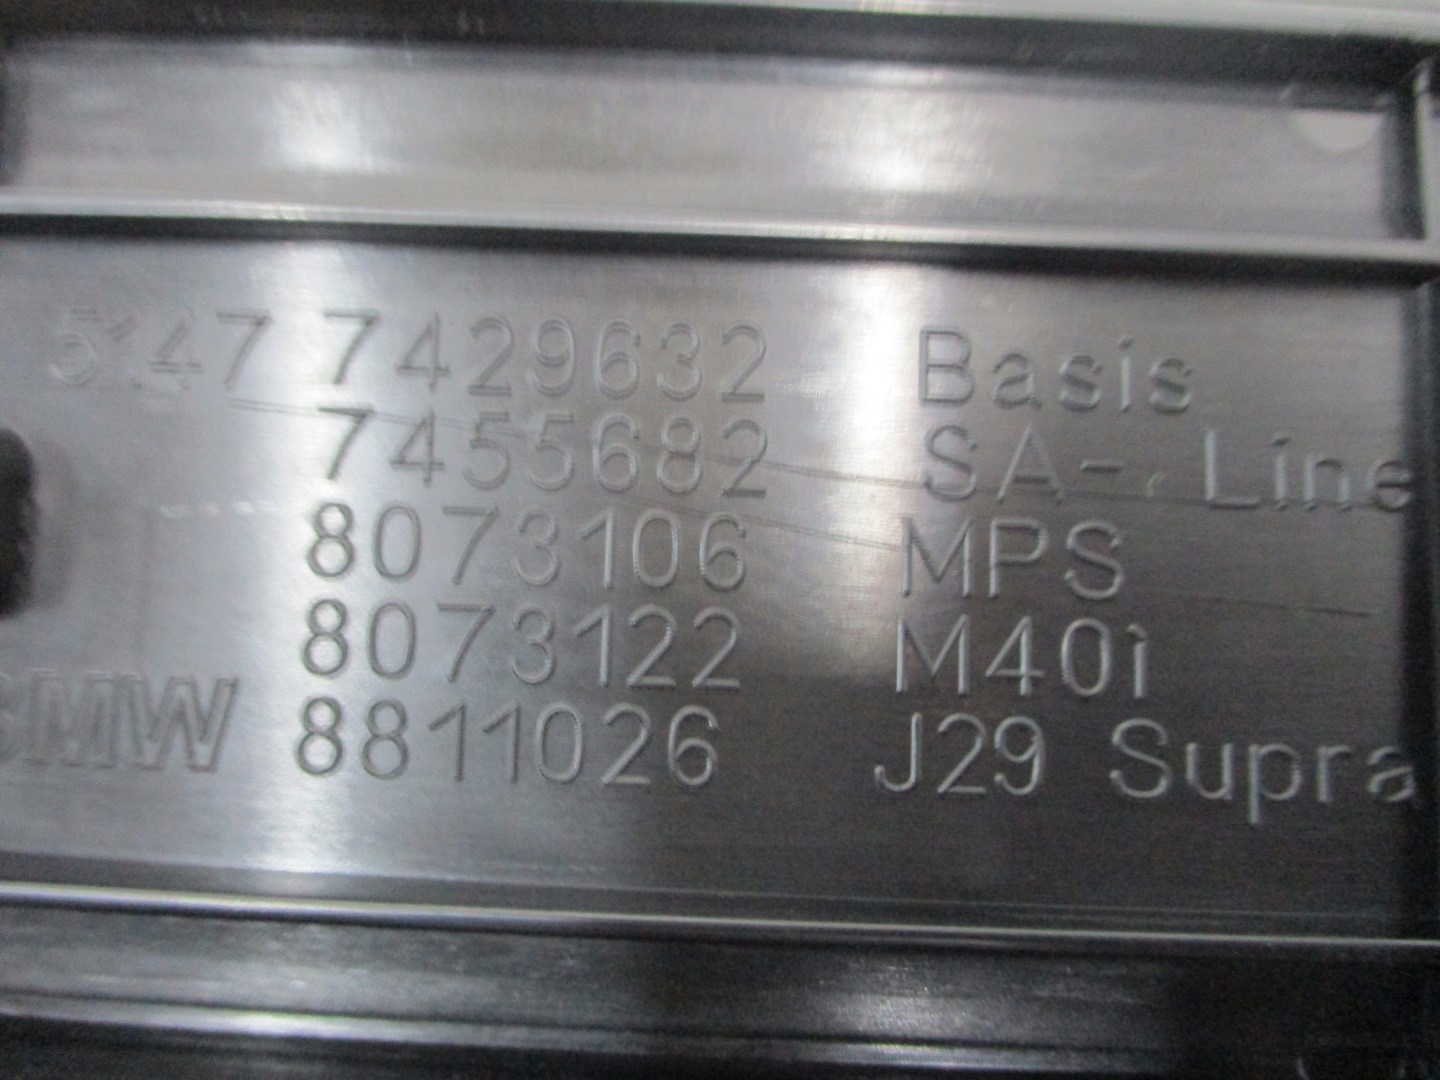 5147 7429632 Basis
7455682 SA- Line
8073106 MPS
8073122 M40i
BMW 8811026 J29 Supra